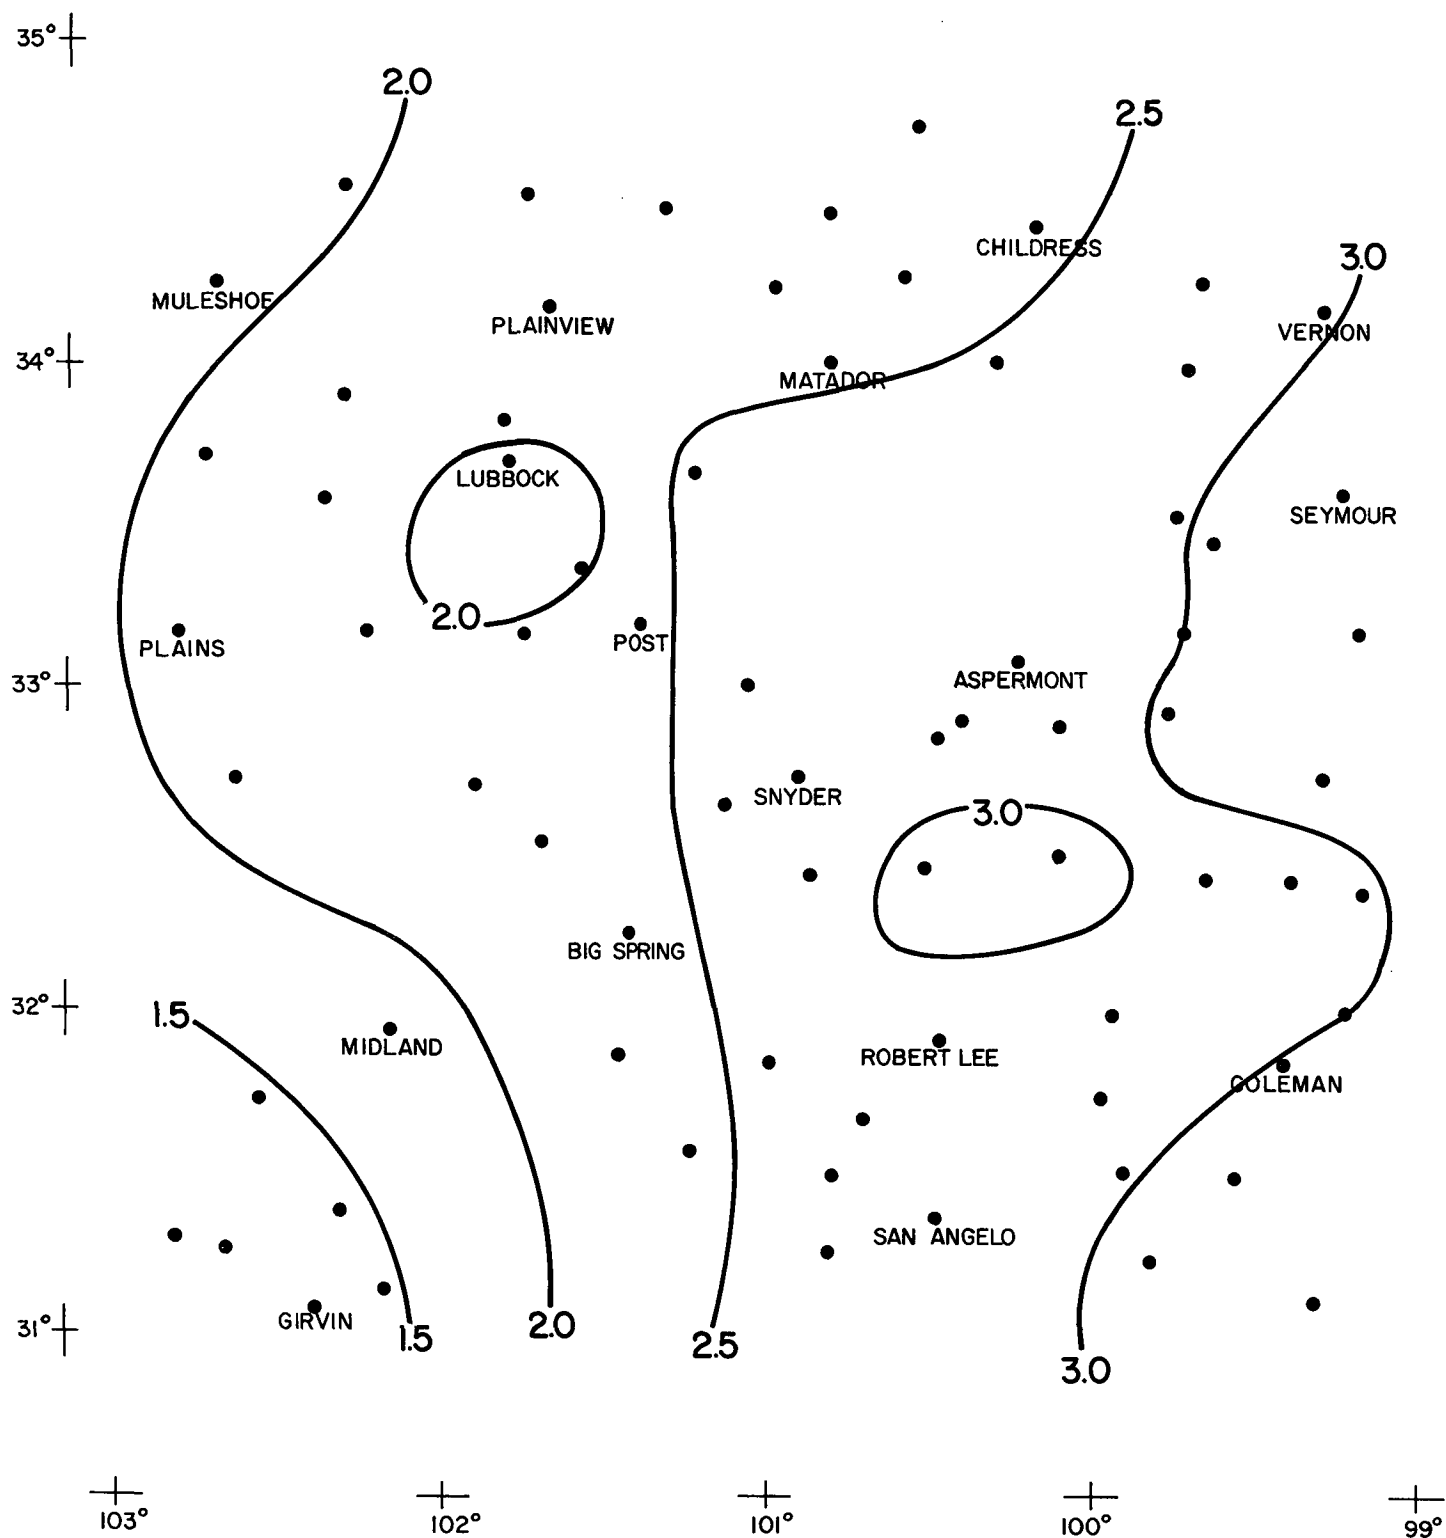 35°
2.0
2.5
CHILDRESS
3.0
MULESHOE
PLAINVIEW
VERNON
34°
MATADOR
LUBBOCK
SEYMOUR
2.0
POST
PLAINS
33°
ASPERMONT
SNYDER
3.0
BIG SPRING
32°
1.5
MIDLAND
ROBERT LEE
COLEMAN
SAN ANGELO
GIRVIN
31°
1.5
2.0
2.5
3.0
103°
102°
101°
100°
99°